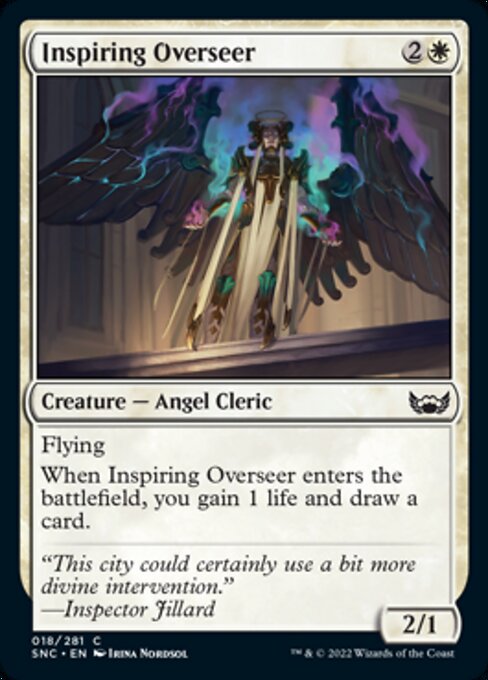 Inspiring Overseer 2
Creature — Angel Cleric
Flying
When Inspiring Overseer enters the
battlefield, you gain 1 life and draw a
card.
“This city could certainly use a bit more
divine intervention.”
—Inspector Jillard
2/1
018/281 C
SNC • EN Irina Nordsol
™ & © 2022 Wizards of the Coast